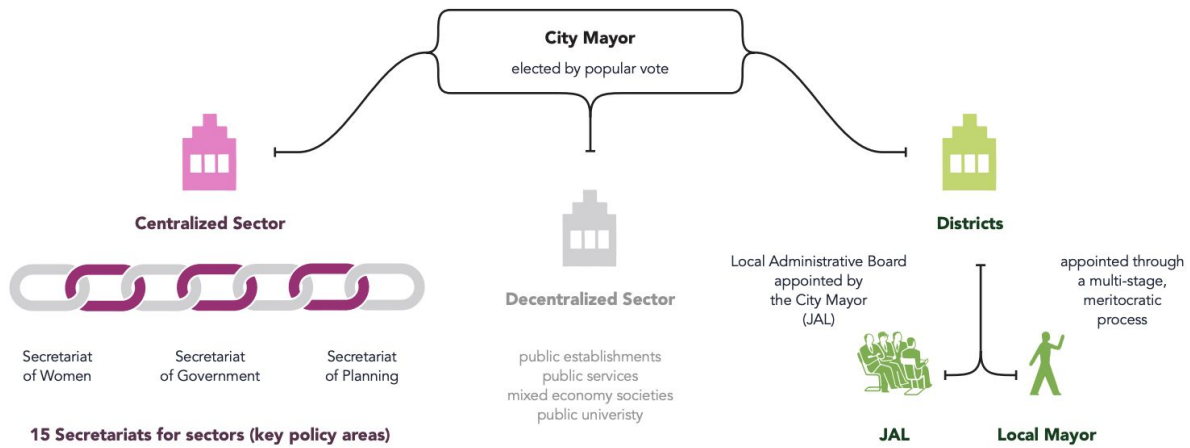 City Mayor
elected by popular vote
Centralized Sector
Secretariat
of Women
Secretariat
of Government
Secretariat
of Planning
15 Secretariats for sectors (key policy areas)
Decentralized Sector
public establishments
public services
mixed economy societies
public univeristy
Districts
Local Administrative Board
appointed by
the City Mayor
(JAL)
appointed through
a multi-stage,
meritocratic
process
JAL
Local Mayor